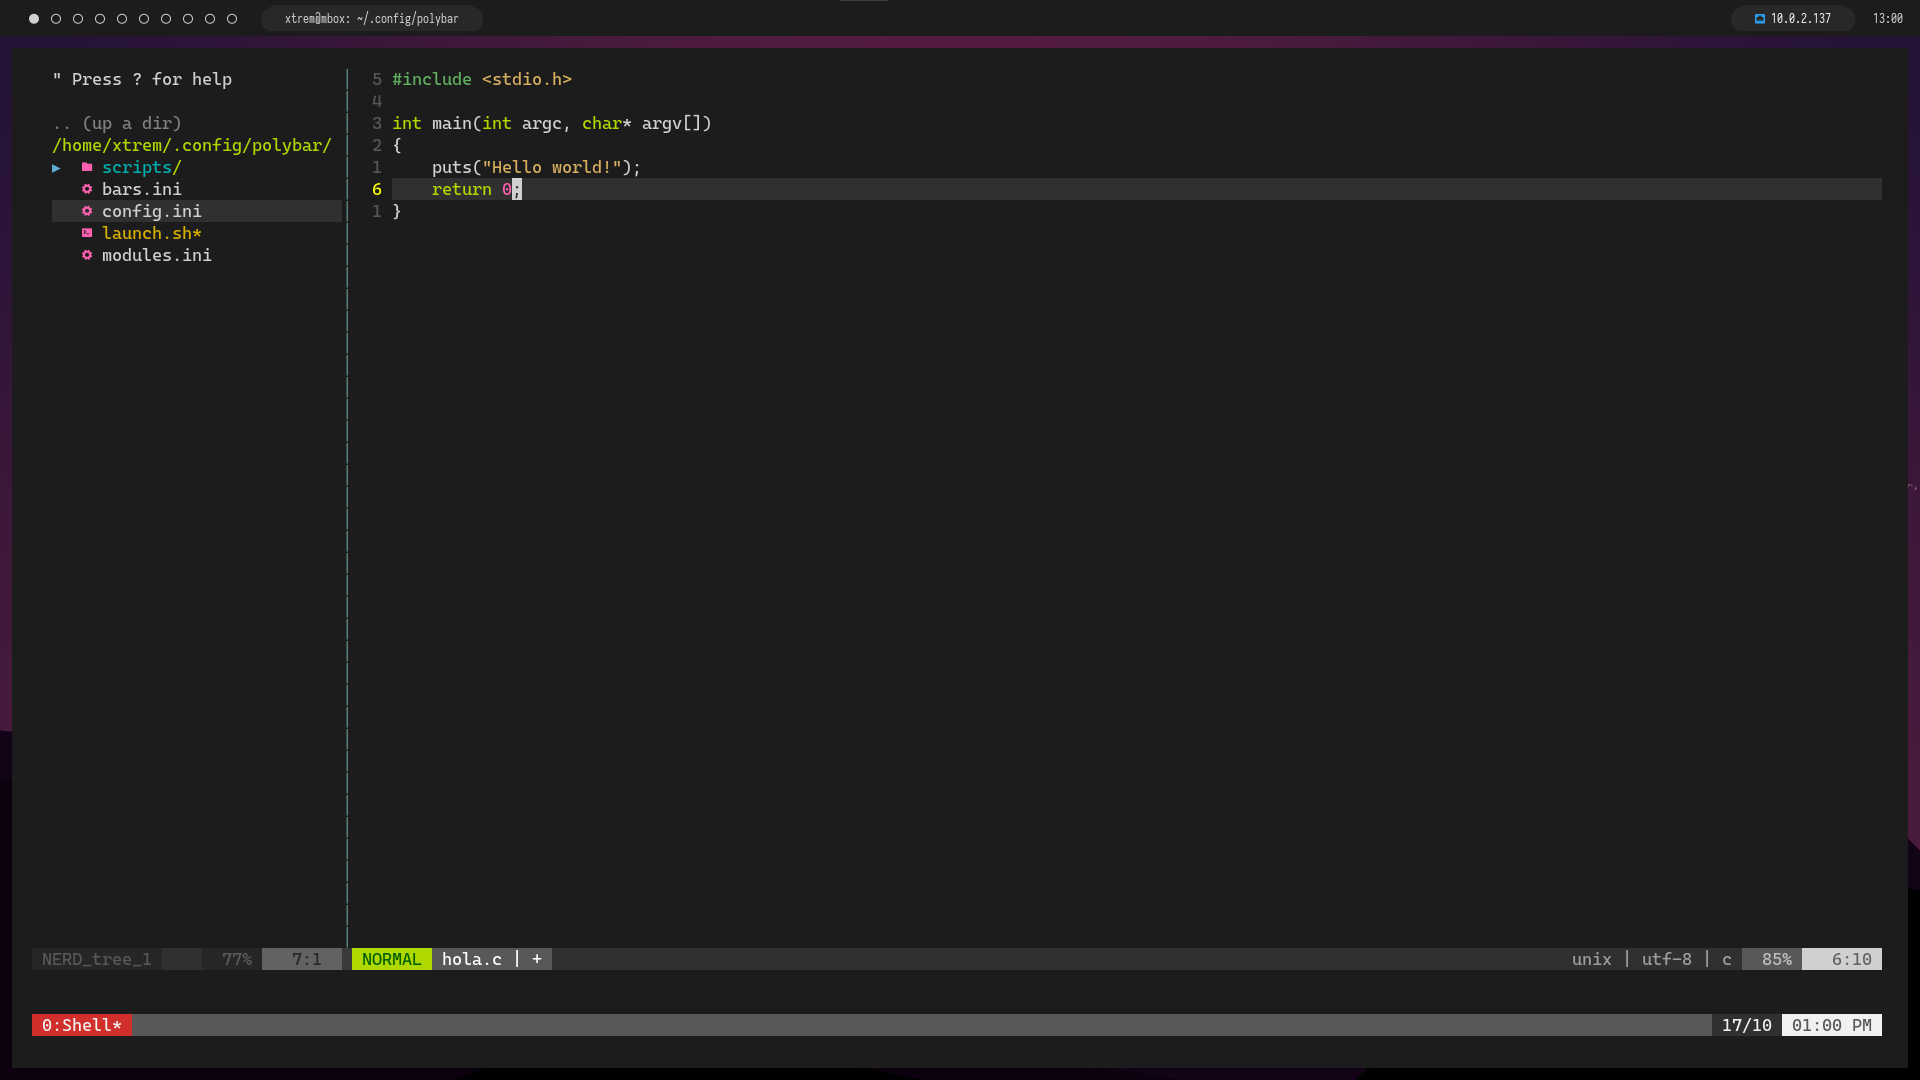 xtrem@mbox: ~/.config/polybar
10.0.2.137
13:00
" Press ? for help
.. (up a dir)
/home/xtrem/.config/polybar/
scripts/
bars.ini
config.ini
launch.sh*
modules.ini
5 #include <stdio.h>
4
3 int main(int argc, char* argv[])
2 {
1     puts("Hello world!");
6     return 0;
1 }
NERD_tree_1 77% 7:1
NORMAL hola.c | + unix | utf-8 | c 85% 6:10
0:Shell* 17/10 01:00 PM